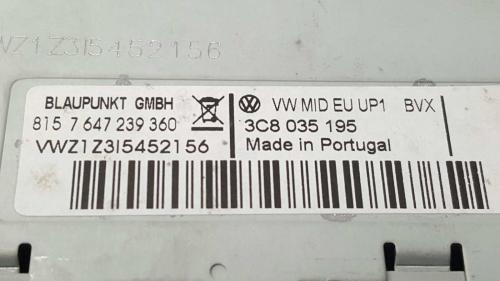 VWZ1Z3I5452156
BLAUPUNKT GMBH
815 7 647 239 360
VWZ1Z3I5452156
VW MID EU UP1 BVX
3C8 035 195
Made in Portugal